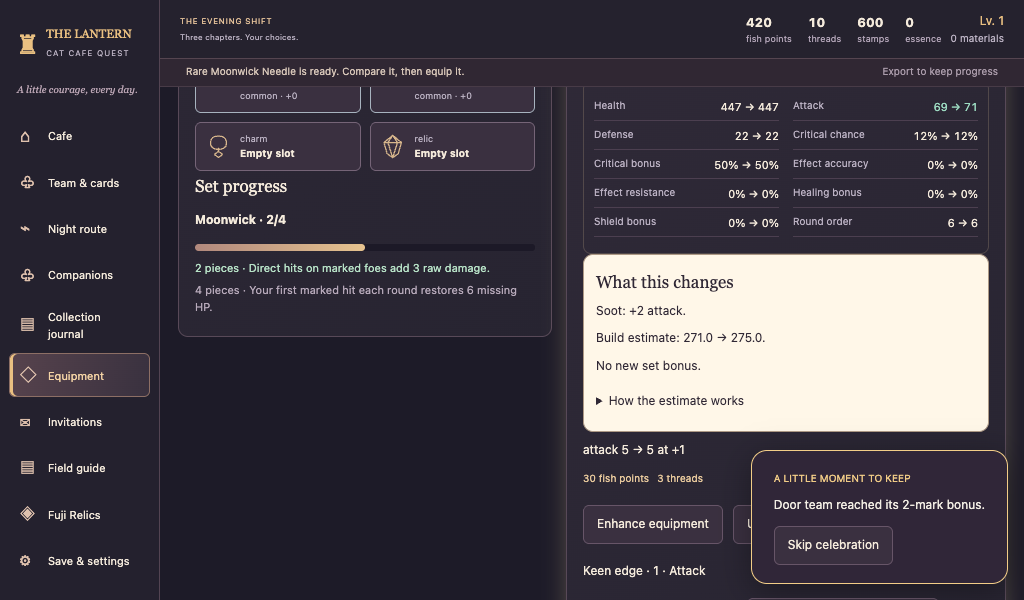 THE LANTERN
CAT CAFE QUEST
A little courage, every day.
Cafe
Team & cards
Night route
Companions
Collection
journal
Equipment
Invitations
Field guide
Fuji Relics
Save & settings
THE EVENING SHIFT
Three chapters. Your choices.
420
fish points
10
threads
600
stamps
0
essence
Lv. 1
0 materials
Rare Moonwick Needle is ready. Compare it, then equip it.
Export to keep progress
common · +0
common · +0
charm
Empty slot
relic
Empty slot
Set progress
Moonwick · 2/4
2 pieces · Direct hits on marked foes add 3 raw damage.
4 pieces · Your first marked hit each round restores 6 missing
HP.
Health 447 → 447
Attack 69 → 71
Defense 22 → 22
Critical chance 12% → 12%
Critical bonus 50% → 50%
Effect accuracy 0% → 0%
Effect resistance 0% → 0%
Healing bonus 0% → 0%
Shield bonus 0% → 0%
Round order 6 → 6
What this changes
Soot: +2 attack.
Build estimate: 271.0 → 275.0.
No new set bonus.
How the estimate works
attack 5 → 5 at +1
30 fish points 3 threads
Enhance equipment
Keen edge · 1 · Attack
A LITTLE MOMENT TO KEEP
Door team reached its 2-mark bonus.
Skip celebration